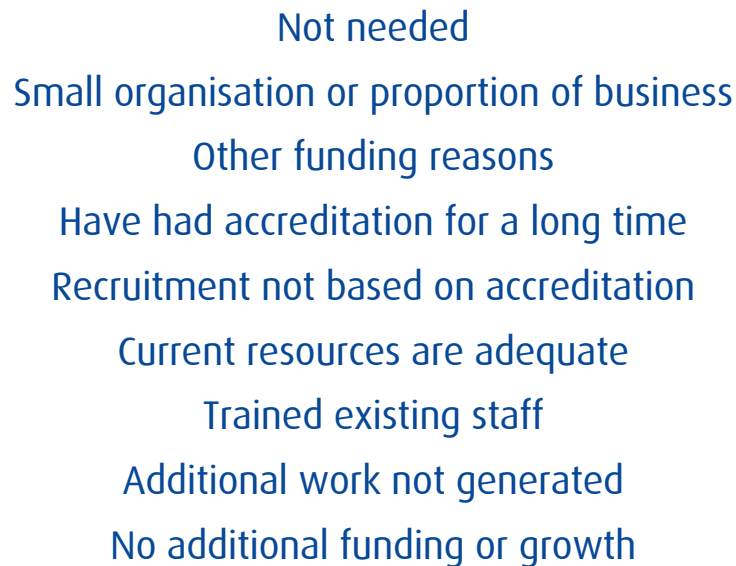 Not needed
Small organisation or proportion of business
Other funding reasons
Have had accreditation for a long time
Recruitment not based on accreditation
Current resources are adequate
Trained existing staff
Additional work not generated
No additional funding or growth